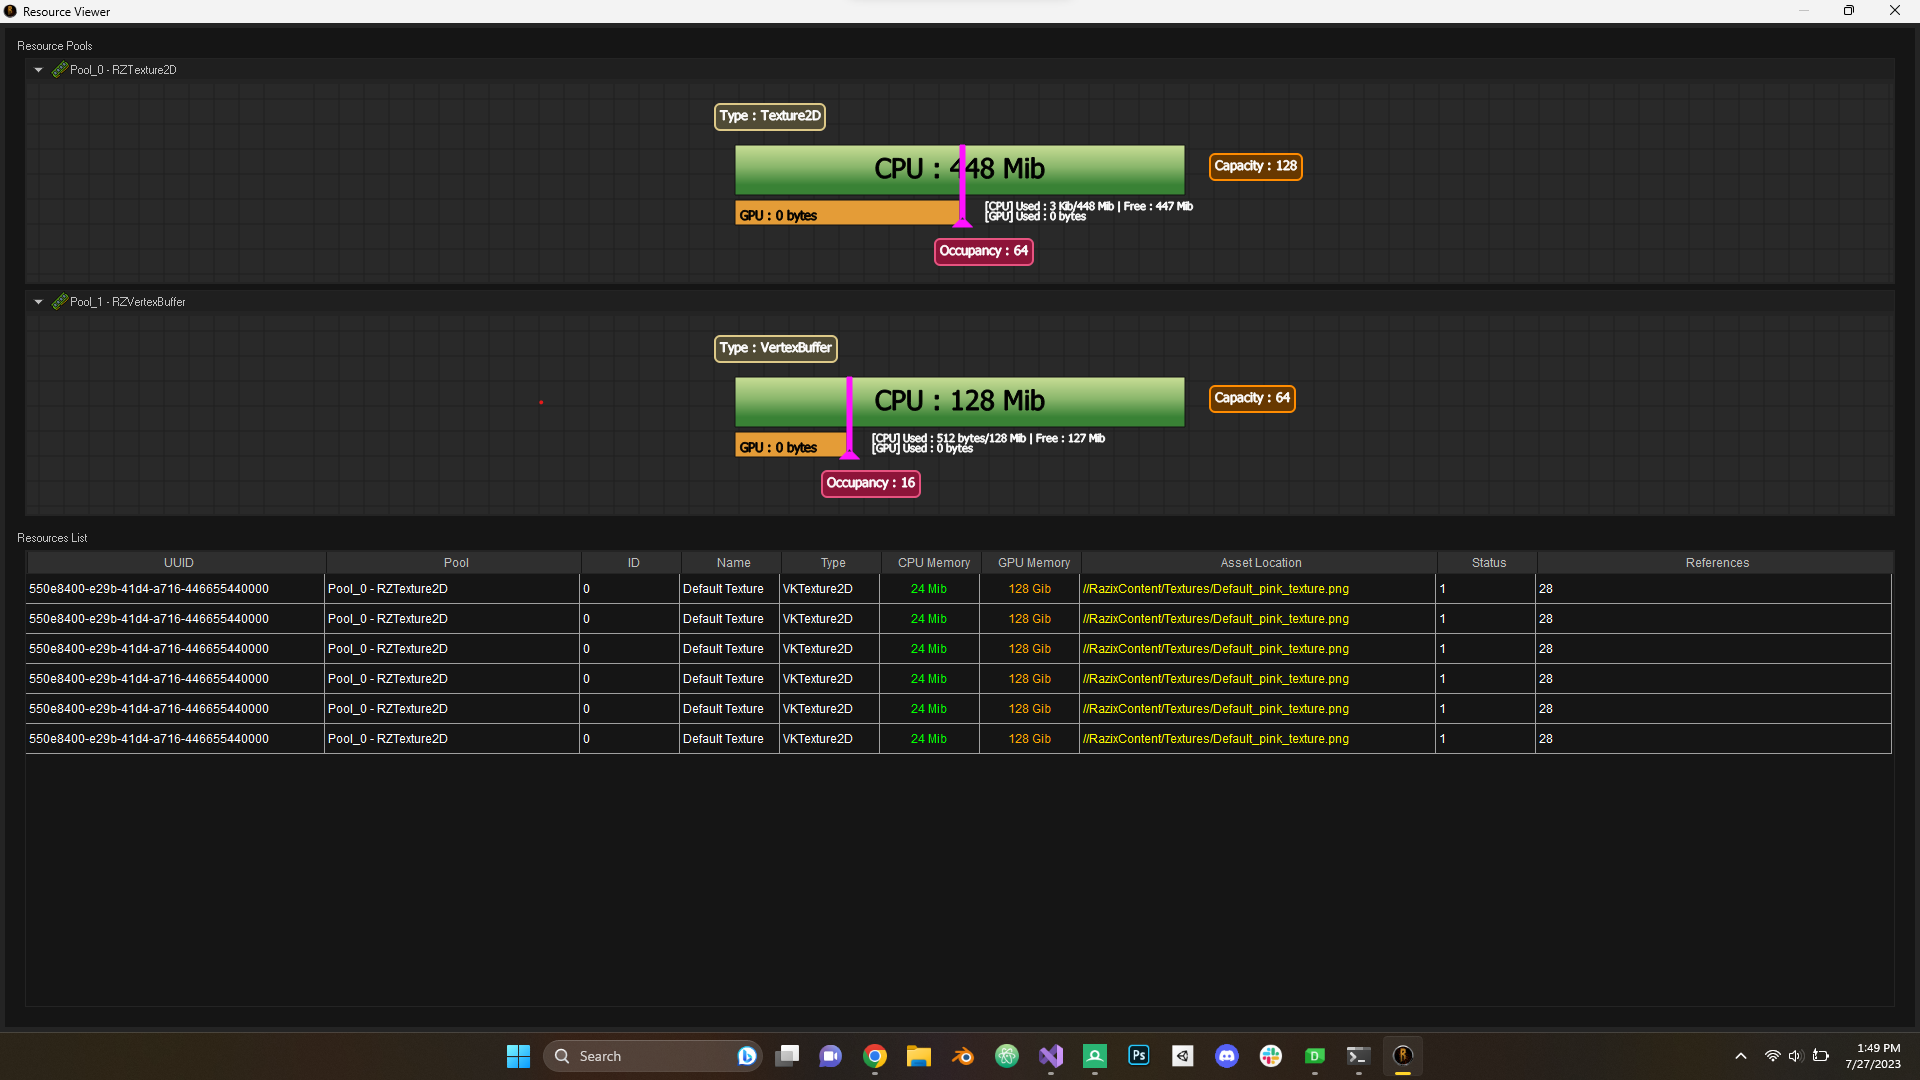 Resource Viewer
Resource Pools
Pool_0 - RZTexture2D
Type : Texture2D
CPU : 448 Mib
Capacity : 128
GPU : 0 bytes
[CPU] Used : 3 Kib/448 Mib | Free : 447 Mib
[GPU] Used : 0 bytes
Occupancy : 64
Pool_1 - RZVertexBuffer
Type : VertexBuffer
CPU : 128 Mib
Capacity : 64
GPU : 0 bytes
[CPU] Used : 512 bytes/128 Mib | Free : 127 Mib
[GPU] Used : 0 bytes
Occupancy : 16
Resources List
UUID Pool ID Name Type CPU Memory GPU Memory Asset Location Status References
550e8400-e29b-41d4-a716-446655440000 Pool_0 - RZTexture2D 0 Default Texture VKTexture2D 24 Mib 128 Gib //RazixContent/Textures/Default_pink_texture.png 1 28
550e8400-e29b-41d4-a716-446655440000 Pool_0 - RZTexture2D 0 Default Texture VKTexture2D 24 Mib 128 Gib //RazixContent/Textures/Default_pink_texture.png 1 28
550e8400-e29b-41d4-a716-446655440000 Pool_0 - RZTexture2D 0 Default Texture VKTexture2D 24 Mib 128 Gib //RazixContent/Textures/Default_pink_texture.png 1 28
550e8400-e29b-41d4-a716-446655440000 Pool_0 - RZTexture2D 0 Default Texture VKTexture2D 24 Mib 128 Gib //RazixContent/Textures/Default_pink_texture.png 1 28
550e8400-e29b-41d4-a716-446655440000 Pool_0 - RZTexture2D 0 Default Texture VKTexture2D 24 Mib 128 Gib //RazixContent/Textures/Default_pink_texture.png 1 28
550e8400-e29b-41d4-a716-446655440000 Pool_0 - RZTexture2D 0 Default Texture VKTexture2D 24 Mib 128 Gib //RazixContent/Textures/Default_pink_texture.png 1 28
Search
Ps
D
R
1:49 PM
7/27/2023